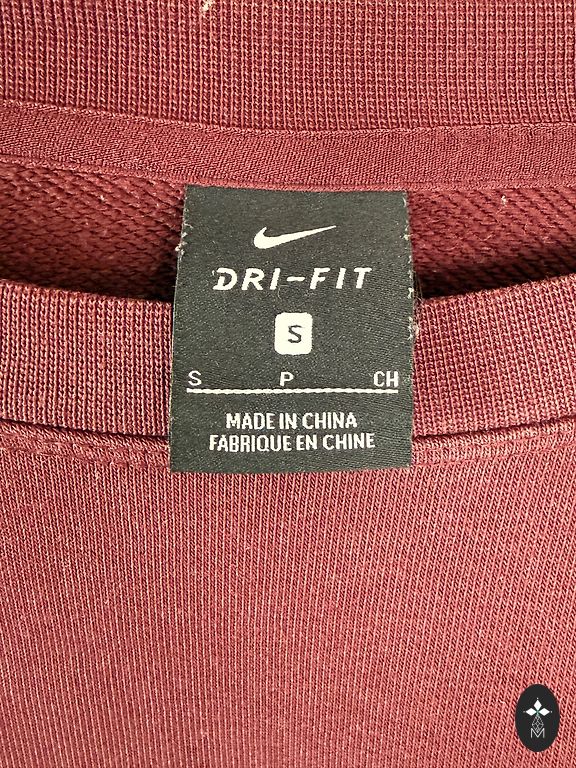 DRI-FIT
S
S P CH
MADE IN CHINA
FABRIQUE EN CHINE
M